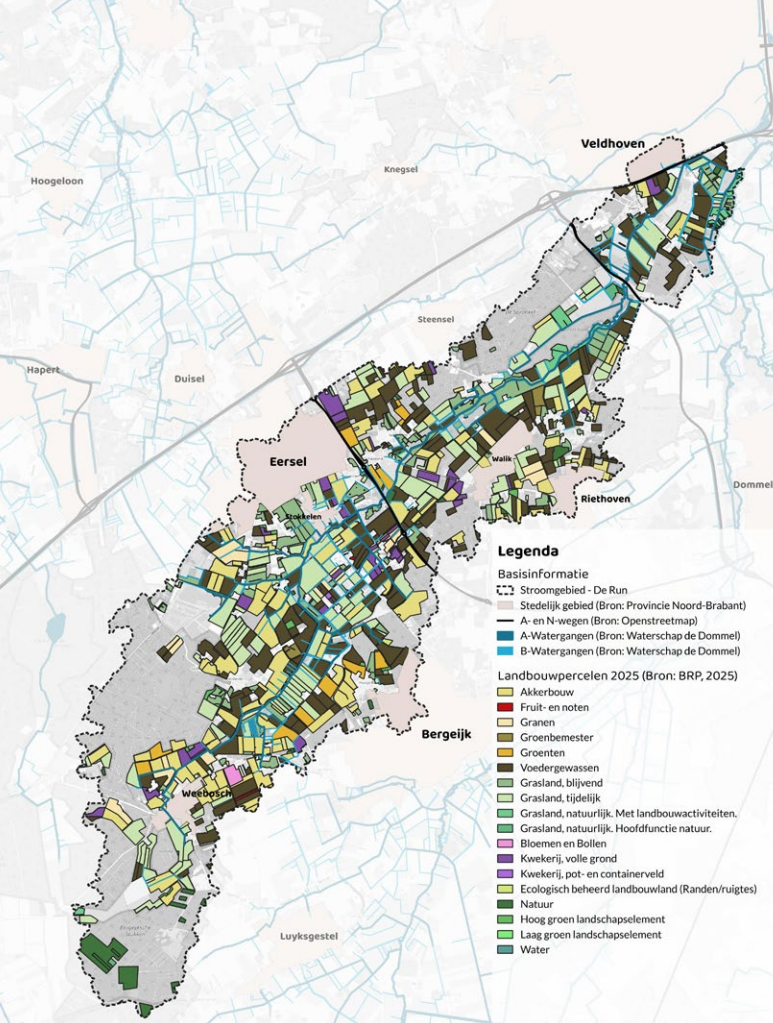 Veldhoven
Hoogeloon
Knegsel
Steensel
Hapert
Duisel
Eersel
Walik
Dommel
Riethoven
Stokkelen
Bergeijk
Weebosch
Luyksgestel
Legenda
Basisinformatie
Stroomgebied - De Run
Stedelijk gebied (Bron: Provincie Noord-Brabant)
A- en N-wegen (Bron: Openstreetmap)
A-Watergangen (Bron: Waterschap de Dommel)
B-Watergangen (Bron: Waterschap de Dommel)
Landbouwpercelen 2025 (Bron: BRP, 2025)
Akkerbouw
Fruit- en noten
Granen
Groenbemester
Groenten
Voedergewassen
Grasland, blijvend
Grasland, tijdelijk
Grasland, natuurlijk. Met landbouwactiviteiten.
Grasland, natuurlijk. Hoofdfunctie natuur.
Bloemen en Bollen
Kwekerij, volle grond
Kwekerij, pot- en containerveld
Ecologisch beheerd landbouwland (Randen/ruigtes)
Natuur
Hoog groen landschapselement
Laag groen landschapselement
Water